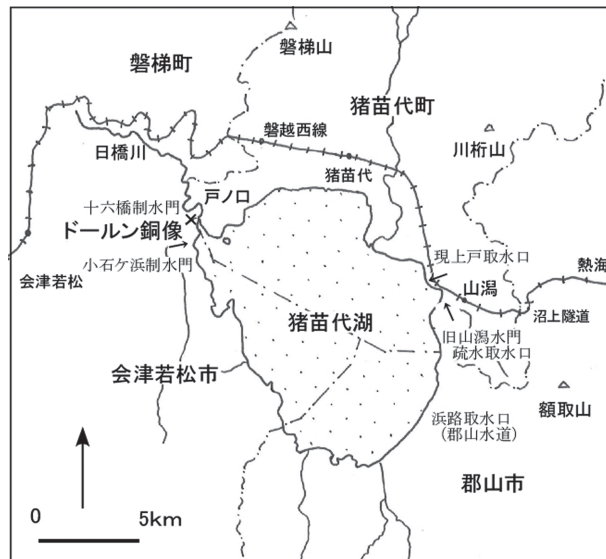 磐梯町
磐梯山
猪苗代町
磐越西線
川桁山
日橋川
猪苗代
戸ノ口
十六橋制水門
ドールン銅像
小石ケ浜制水門
会津若松
現上戸取水口
山潟
熱海
沼上隧道
猪苗代湖
旧山潟水門
疏水取水口
会津若松市
額取山
浜路取水口
(郡山水道)
郡山市
0
5km